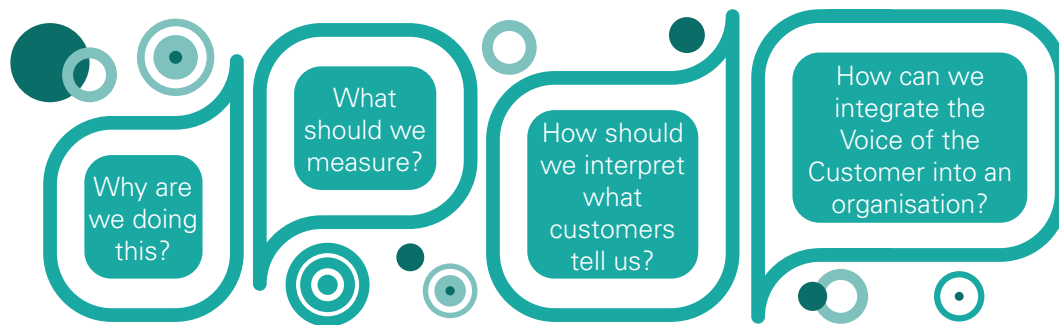 Why are
we doing
this?
What
should we
measure?
How should
we interpret
what
customers
tell us?
How can we
integrate the
Voice of the
Customer into an
organisation?